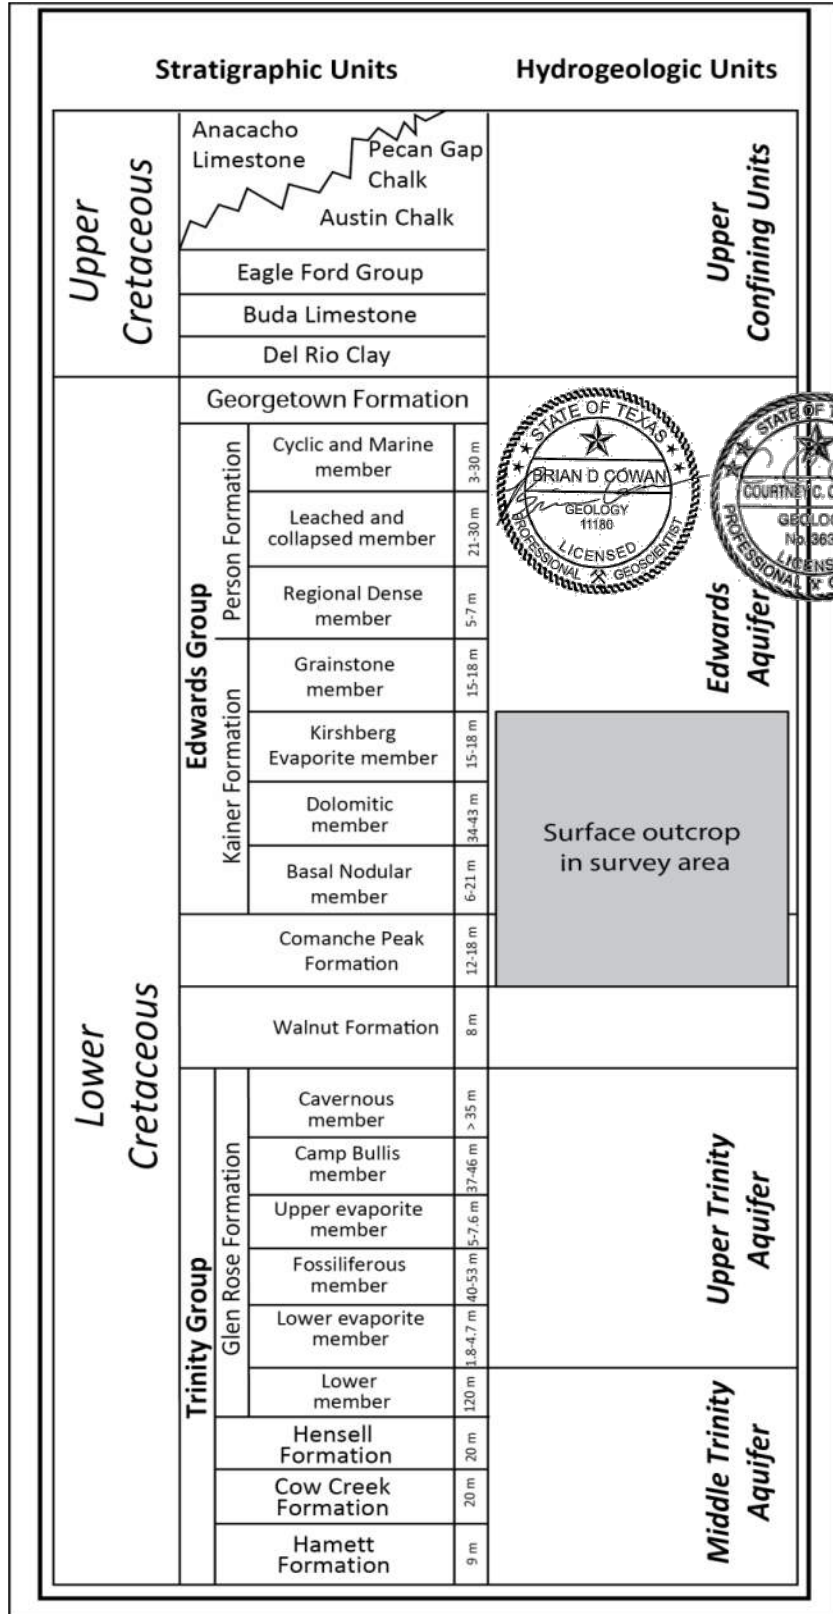 Stratigraphic Units
Hydrogeologic Units
Upper
Cretaceous
Anacacho
Limestone
Pecan Gap
Chalk
Austin Chalk
Eagle Ford Group
Buda Limestone
Del Rio Clay
Upper
Confining Units
Lower
Cretaceous
Georgetown Formation
Edwards Group
Person Formation
Cyclic and Marine
member
3-30 m
Leached and
collapsed member
21-30 m
Regional Dense
member
5-7 m
Kainer Formation
Grainstone
member
15-18 m
Kirshberg
Evaporite member
15-18 m
Dolomitic
member
34-43 m
Basal Nodular
member
6-21 m
Comanche Peak
Formation
12-18 m
Walnut Formation
8 m
STATE OF TEXAS
BRIAN D COWAN
GEOLOGY
11180
LICENSED
PROFESSIONAL GEOSCIENTIST
STATE OF
COURTNEY C.
GEOLO
No. 363
LICENS
PROFESSIONAL
Edwards
Aquifer
Surface outcrop
in survey area
Trinity Group
Glen Rose Formation
Cavernous
member
> 35 m
Camp Bullis
member
37-46 m
Upper evaporite
member
5-7.6 m
Fossiliferous
member
40-53 m
Lower evaporite
member
1.8-4.7 m
Lower
member
120 m
Hensell
Formation
20 m
Cow Creek
Formation
20 m
Hamett
Formation
9 m
Upper Trinity
Aquifer
Middle Trinity
Aquifer